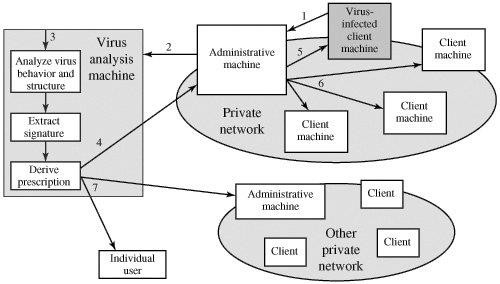 3
Analyze virus
behavior and
structure
Extract
signature
Derive
prescription
Virus
analysis
machine
2
4
7
Individual
user
1
Administrative
machine
Virus-
infected
client
machine
5
6
Client
machine
Client
machine
Client
machine
Private
network
Administrative
machine
Client
Client
Client
Other
private
network